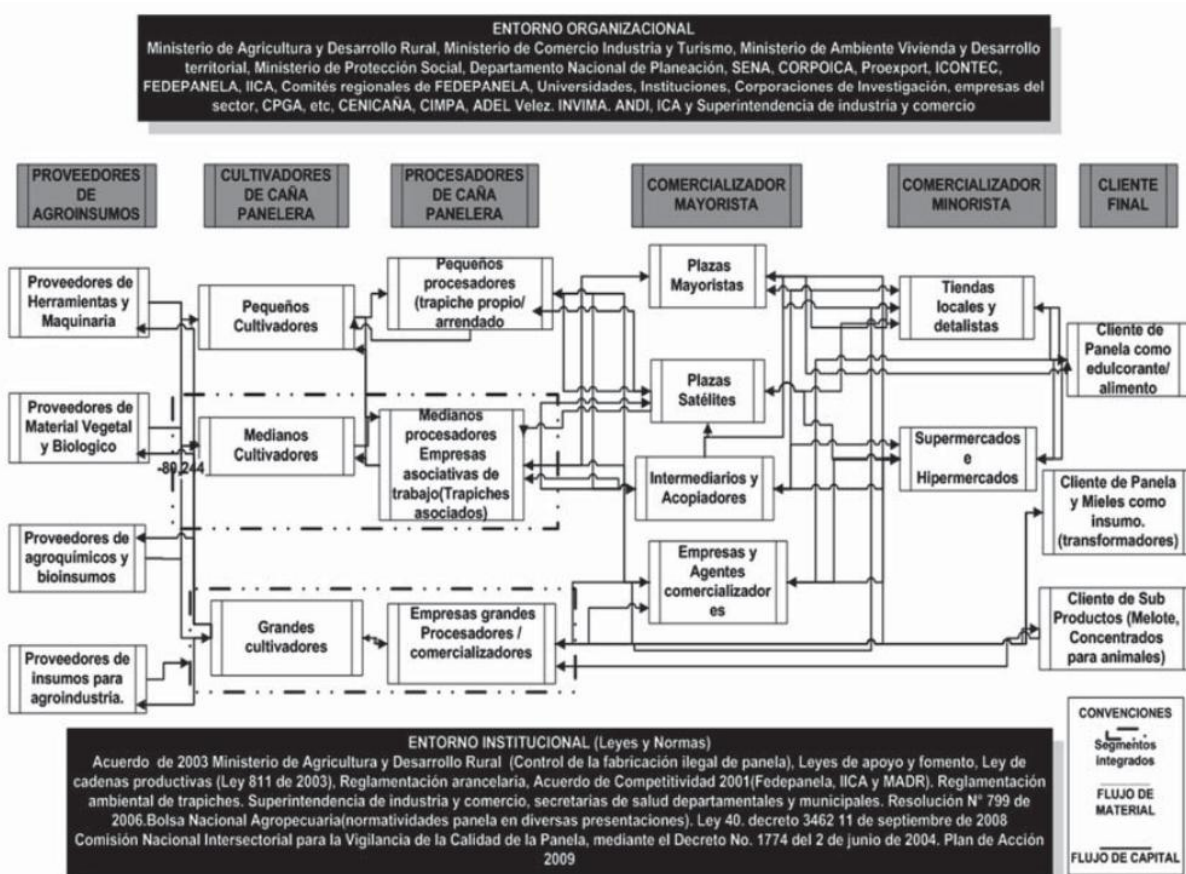 ENTORNO ORGANIZACIONAL
Ministerio de Agricultura y Desarrollo Rural, Ministerio de Comercio Industria y Turismo, Ministerio de Ambiente Vivienda y Desarrollo
territorial, Ministerio de Protección Social, Departamento Nacional de Planeación, SENA, CORPOICA, Proexport, ICONTEC,
FEDEPANELA, IICA, Comités regionales de FEDEPANELA, Universidades, Instituciones, Corporaciones de Investigación, empresas del
sector, CPGA, etc, CENICAÑA, CIMPA, ADEL Velez. INVIMA. ANDI, ICA y Superintendencia de industria y comercio
PROVEEDORES
DE
AGROINSUMOS
CULTIVADORES
DE CAÑA
PANELERA
PROCESADORES
DE CAÑA
PANELERA
COMERCIALIZADOR
MAYORISTA
COMERCIALIZADOR
MINORISTA
CLIENTE
FINAL
Proveedores de
Herramientas y
Maquinaria
Proveedores de
Material Vegetal
y Biologico
-80,244
Proveedores de
agroquímicos y
bioinsumos
Proveedores de
insumos para
agroindustria.
Pequeños
Cultivadores
Medianos
Cultivadores
Grandes
cultivadores
Pequeños
procesadores
(trapiche propio/
arrendado
Medianos
procesadores
Empresas
asociativas de
trabajo(Trapiches
asociados)
Empresas grandes
Procesadores /
comercializadores
Plazas
Mayoristas
Plazas
Satélites
Intermediarios y
Acopiadores
Empresas y
Agentes
comercializador
es
Tiendas
locales y
detalistas
Supermercados
e
Hipermercados
Cliente de
Panela como
edulcorante/
alimento
Cliente de Panela
y Mieles como
insumo.
(transformadores)
Cliente de Sub
Productos (Melote,
Concentrados
para animales)
CONVENCIONES
Segmentos
integrados
FLUJO DE
MATERIAL
FLUJO DE CAPITAL
ENTORNO INSTITUCIONAL (Leyes y Normas)
Acuerdo de 2003 Ministerio de Agricultura y Desarrollo Rural (Control de la fabricación ilegal de panela), Leyes de apoyo y fomento, Ley de
cadenas productivas (Ley 811 de 2003), Reglamentación arancelaria, Acuerdo de Competitividad 2001(Fedepanela, IICA y MADR). Reglamentación
ambiental de trapiches. Superintendencia de industria y comercio, secretarias de salud departamentales y municipales. Resolución N° 799 de
2006.Bolsa Nacional Agropecuaria(normatividades panela en diversas presentaciones). Ley 40. decreto 3462 11 de septiembre de 2008
Comisión Nacional Intersectorial para la Vigilancia de la Calidad de la Panela, mediante el Decreto No. 1774 del 2 de junio de 2004. Plan de Acción
2009